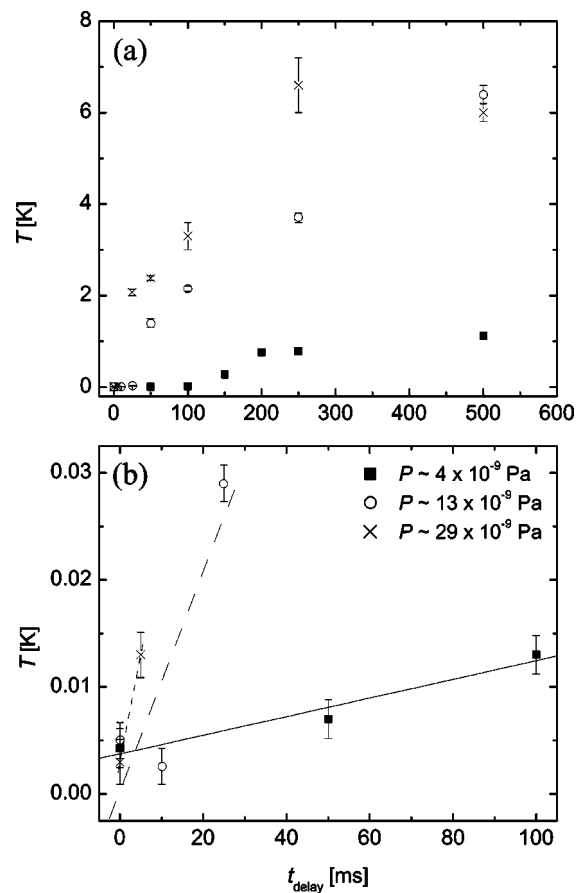 (a)
T [K]
8
6
4
2
0
0 100 200 300 400 500 600
(b)
P ~ 4 x 10⁻⁹ Pa
P ~ 13 x 10⁻⁹ Pa
P ~ 29 x 10⁻⁹ Pa
T [K]
0.03
0.02
0.01
0.00
0 20 40 60 80 100
t_delay [ms]